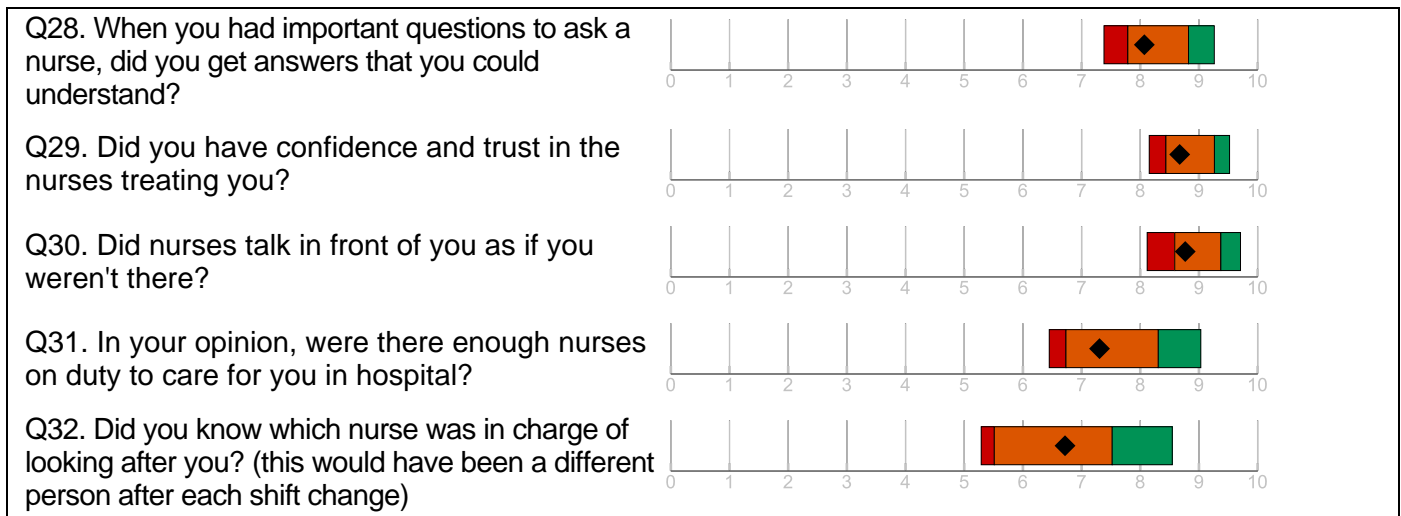 Q28. When you had important questions to ask a
nurse, did you get answers that you could
understand?
0 1 2 3 4 5 6 7 8 9 10
Q29. Did you have confidence and trust in the
nurses treating you?
0 1 2 3 4 5 6 7 8 9 10
Q30. Did nurses talk in front of you as if you
weren't there?
0 1 2 3 4 5 6 7 8 9 10
Q31. In your opinion, were there enough nurses
on duty to care for you in hospital?
0 1 2 3 4 5 6 7 8 9 10
Q32. Did you know which nurse was in charge of
looking after you? (this would have been a different
person after each shift change)
0 1 2 3 4 5 6 7 8 9 10